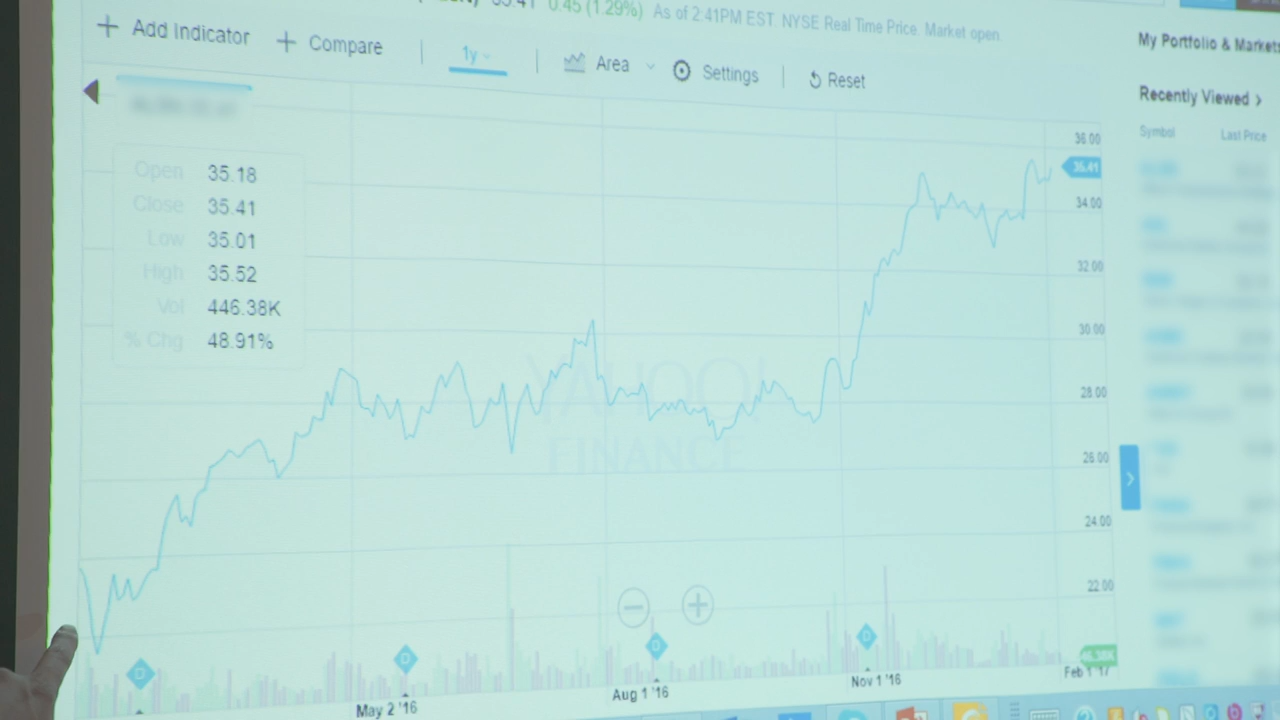 0.45 (1.29%) As of 2:41PM EST. NYSE Real Time Price. Market open
+ Add Indicator + Compare 1y Area Settings Reset
My Portfolio & Markets
Recently Viewed >
Symbol Last Price
Open 35.18
Close 35.41
Low 35.01
High 35.52
Vol 446.38K
% Chg 48.91%
36.00
35.41
34.00
32.00
30.00
28.00
26.00
24.00
22.00
YAHOO!
FINANCE
D D D D
May 2 '16 Aug 1 '16 Nov 1 '16 Feb 1 '17